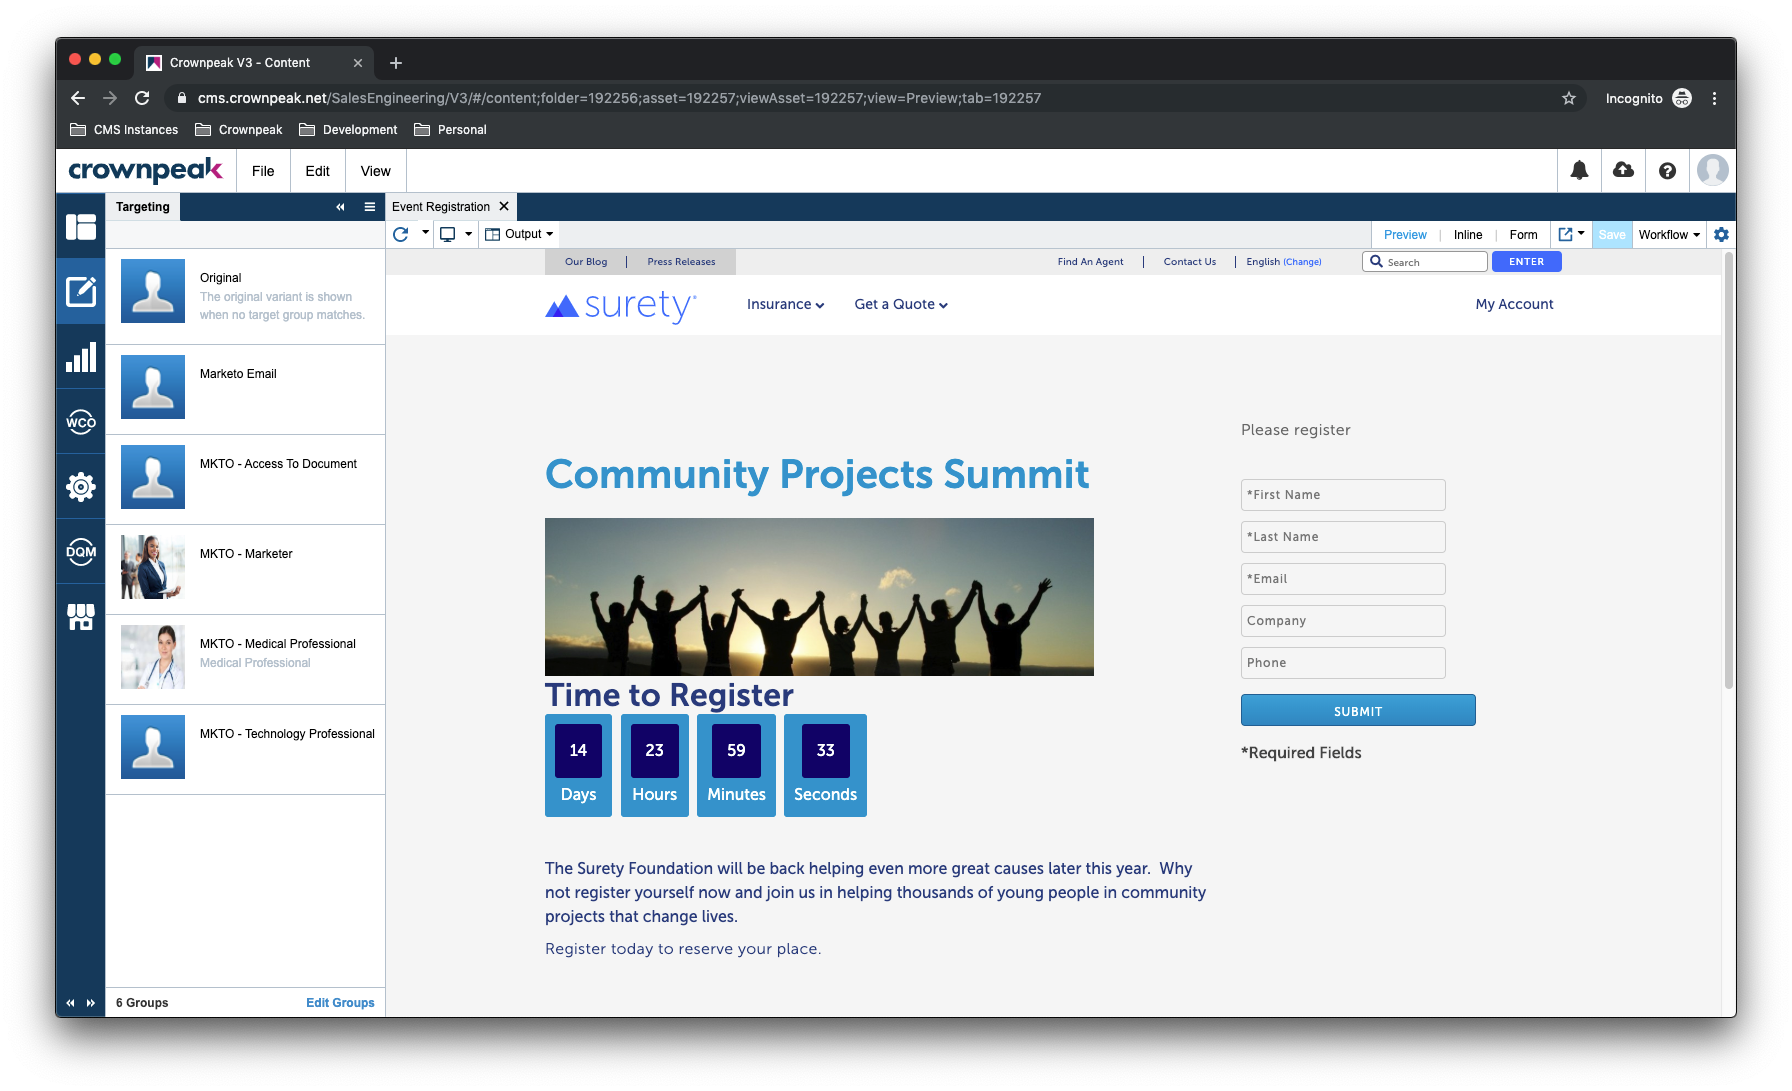 Crownpeak V3 - Content
cms.crownpeak.net/SalesEngineering/V3/#/content;folder=192256;asset=192257;viewAsset=192257;view=Preview;tab=192257
Incognito
CMS Instances
Crownpeak
Development
Personal
crownpeak
File
Edit
View
Targeting
Event Registration
Output
Preview
Inline
Form
Save
Workflow
WCO
DQM
Original
The original variant is shown
when no target group matches.
Marketo Email
MKTO - Access To Document
MKTO - Marketer
MKTO - Medical Professional
Medical Professional
MKTO - Technology Professional
6 Groups
Edit Groups
Our Blog
Press Releases
Find An Agent
Contact Us
English (Change)
Search
ENTER
surety
Insurance
Get a Quote
My Account
Community Projects Summit
Time to Register
14 23 59 33
Days Hours Minutes Seconds
The Surety Foundation will be back helping even more great causes later this year. Why
not register yourself now and join us in helping thousands of young people in community
projects that change lives.
Register today to reserve your place.
Please register
*First Name
*Last Name
*Email
Company
Phone
SUBMIT
*Required Fields